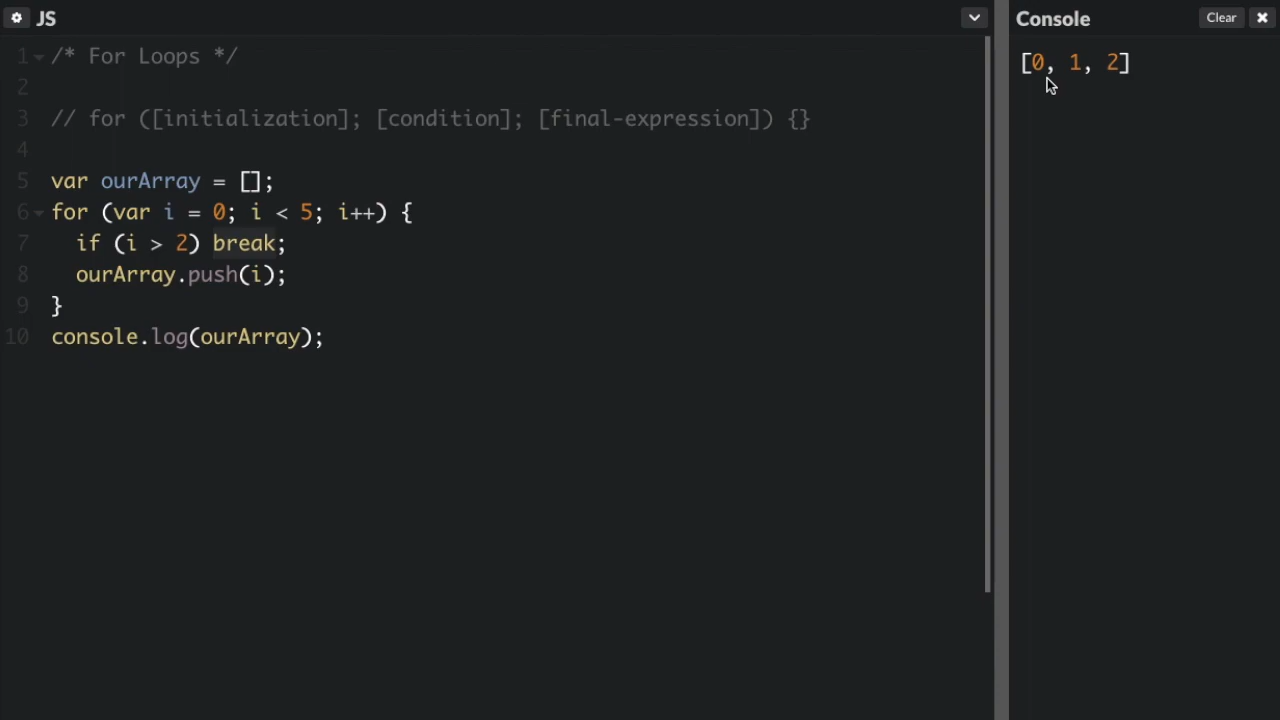 JS
1 /* For Loops */
2
3 // for ([initialization]; [condition]; [final-expression]) {}
4
5 var ourArray = [];
6 for (var i = 0; i < 5; i++) {
7 if (i > 2) break;
8 ourArray.push(i);
9 }
10 console.log(ourArray);
Console
Clear
[0, 1, 2]